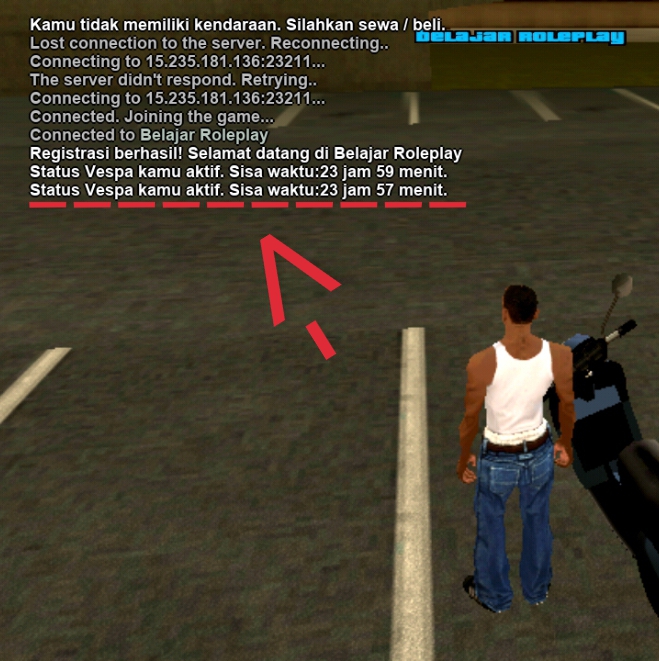 Kamu tidak memiliki kendaraan. Silahkan sewa / beli.
BELAJAR ROLEPLAY
Lost connection to the server. Reconnecting..
Connecting to 15.235.181.136:23211...
The server didn't respond. Retrying..
Connecting to 15.235.181.136:23211...
Connected. Joining the game...
Connected to Belajar Roleplay
Registrasi berhasil! Selamat datang di Belajar Roleplay
Status Vespa kamu aktif. Sisa waktu:23 jam 59 menit.
Status Vespa kamu aktif. Sisa waktu:23 jam 57 menit.